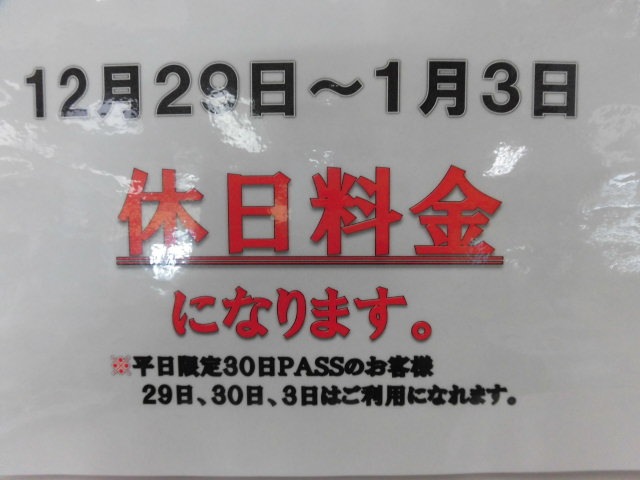 12月29日～1月3日
休日料金
になります。
※平日限定30日PASSのお客様
29日、30日、3日はご利用になれます。